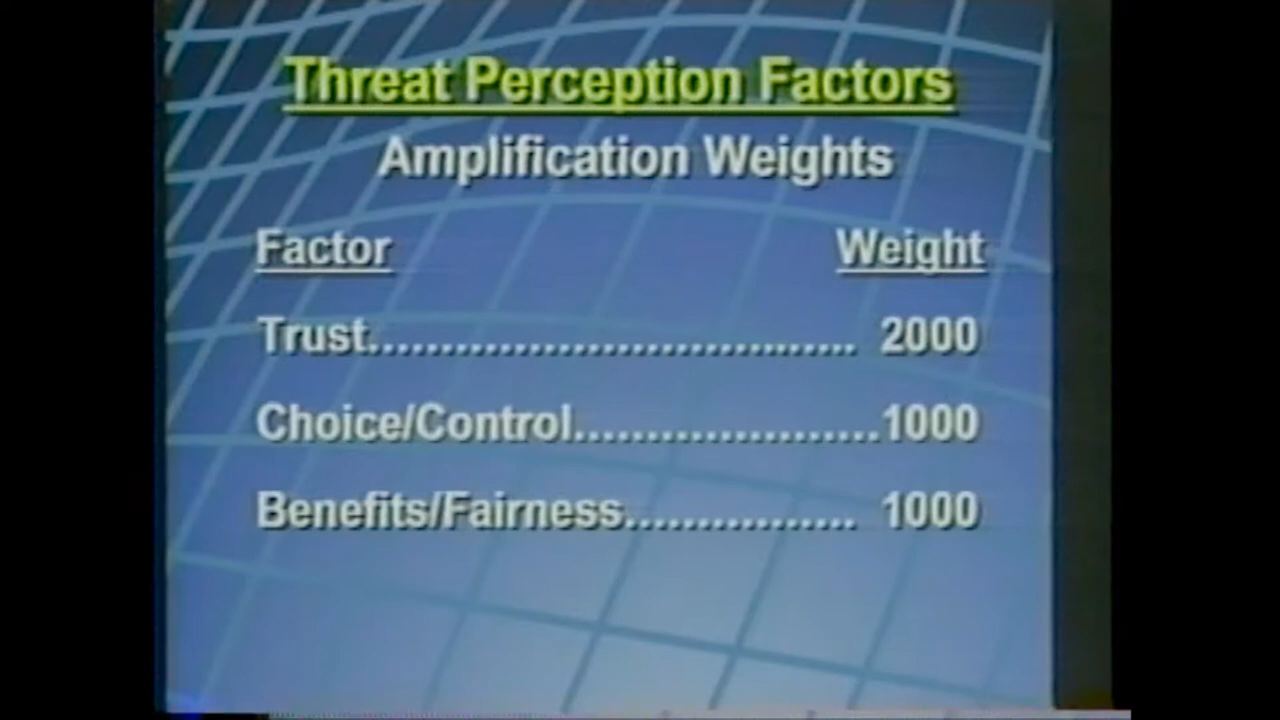 Threat Perception Factors
Amplification Weights
Factor Weight
Trust................................. 2000
Choice/Control.....................1000
Benefits/Fairness................ 1000